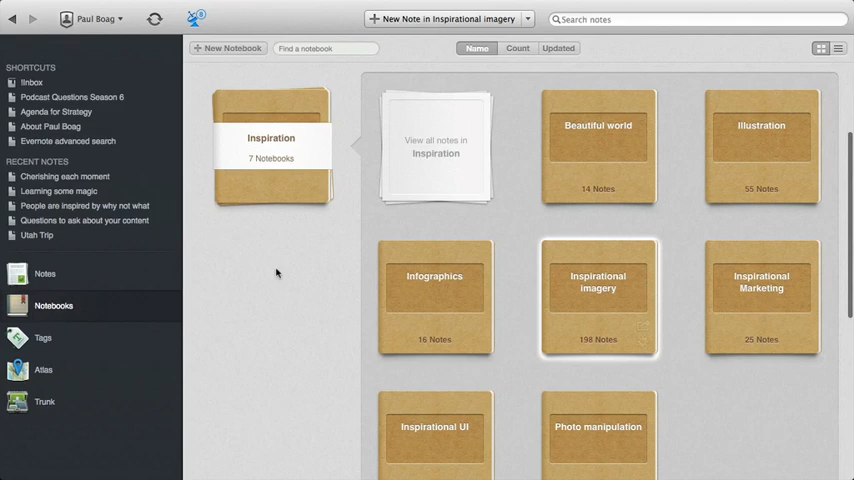 Paul Boag
8
New Note in Inspirational imagery
Search notes
SHORTCUTS
!Inbox
Podcast Questions Season 6
Agenda for Strategy
About Paul Boag
Evernote advanced search
RECENT NOTES
Cherishing each moment
Learning some magic
People are inspired by why not what
Questions to ask about your content
Utah Trip
Notes
Notebooks
Tags
Atlas
Trunk
New Notebook
Find a notebook
Name
Count
Updated
Inspiration
7 Notebooks
View all notes in
Inspiration
Beautiful world
14 Notes
Illustration
55 Notes
Infographics
16 Notes
Inspirational
imagery
198 Notes
Inspirational
Marketing
25 Notes
Inspirational UI
Photo manipulation